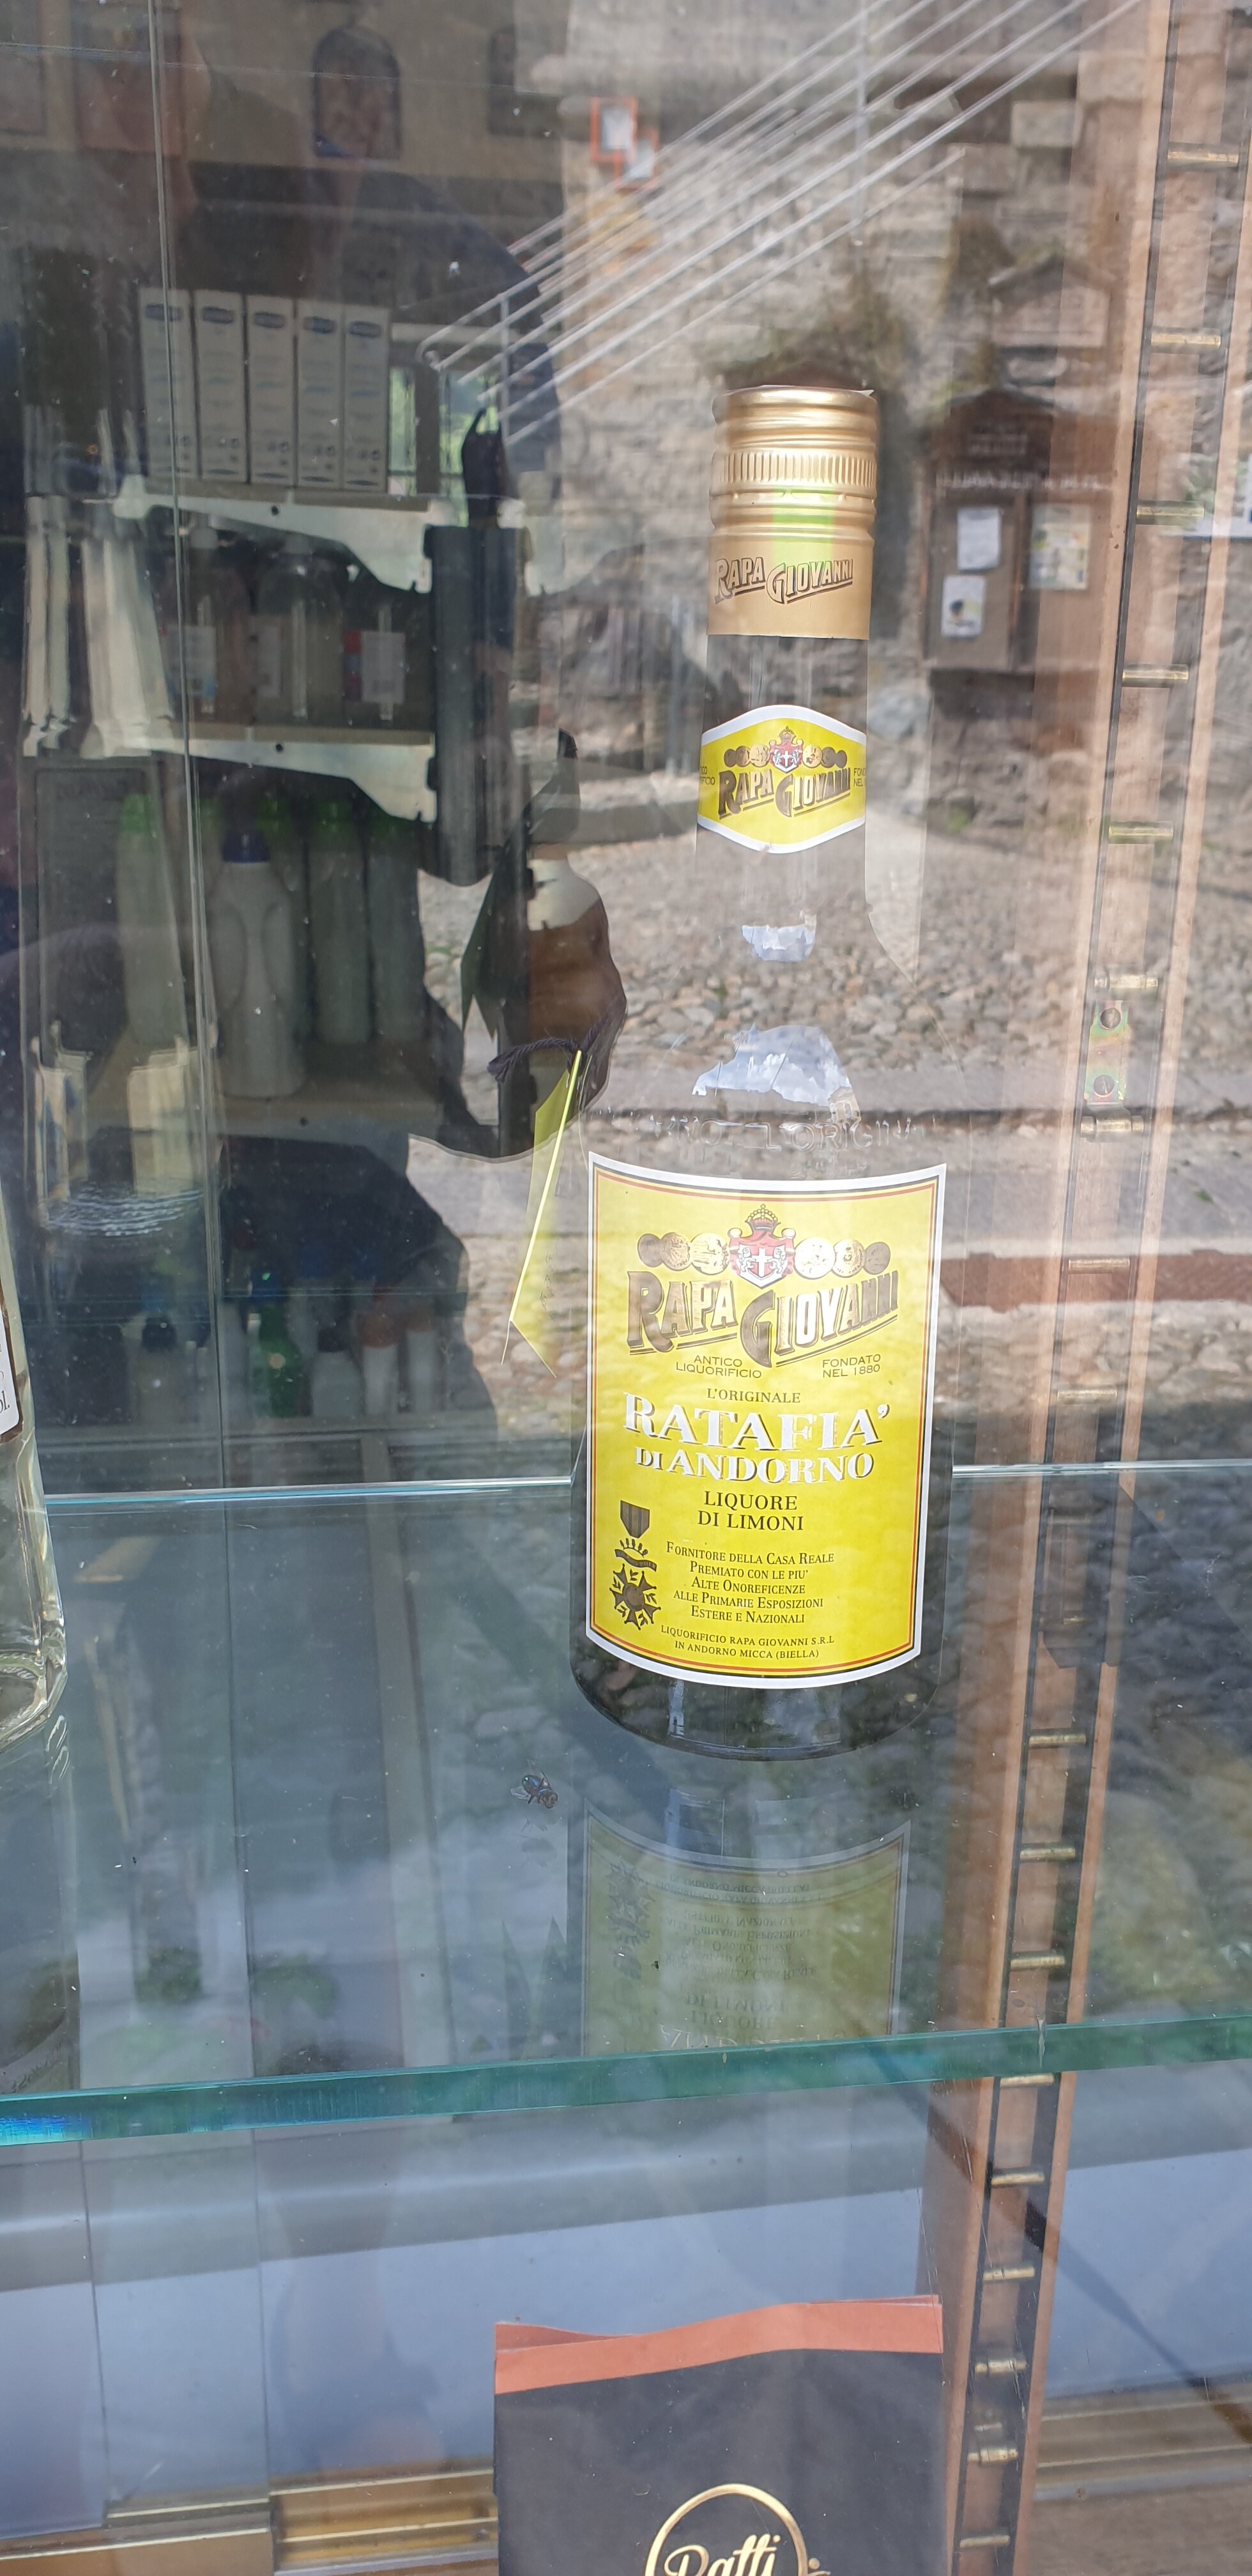 RAPA GIOVANNI
RAPA GIOVANNI
RAPA GIOVANNI
ANTICO LIQUORIFICIO
FONDATO NEL 1880
L'ORIGINALE
RATAFIA'
DI ANDORNO
LIQUORE
DI LIMONI
FORNITORE DELLA CASA REALE
PREMIATO CON LE PIU'
ALTE ONOREFICENZE
ALLE PRIMARIE ESPOSIZIONI
ESTERE E NAZIONALI
LIQUORIFICIO RAPA GIOVANNI S.R.L
IN ANDORNO MICCA (BIELLA)
Ratti